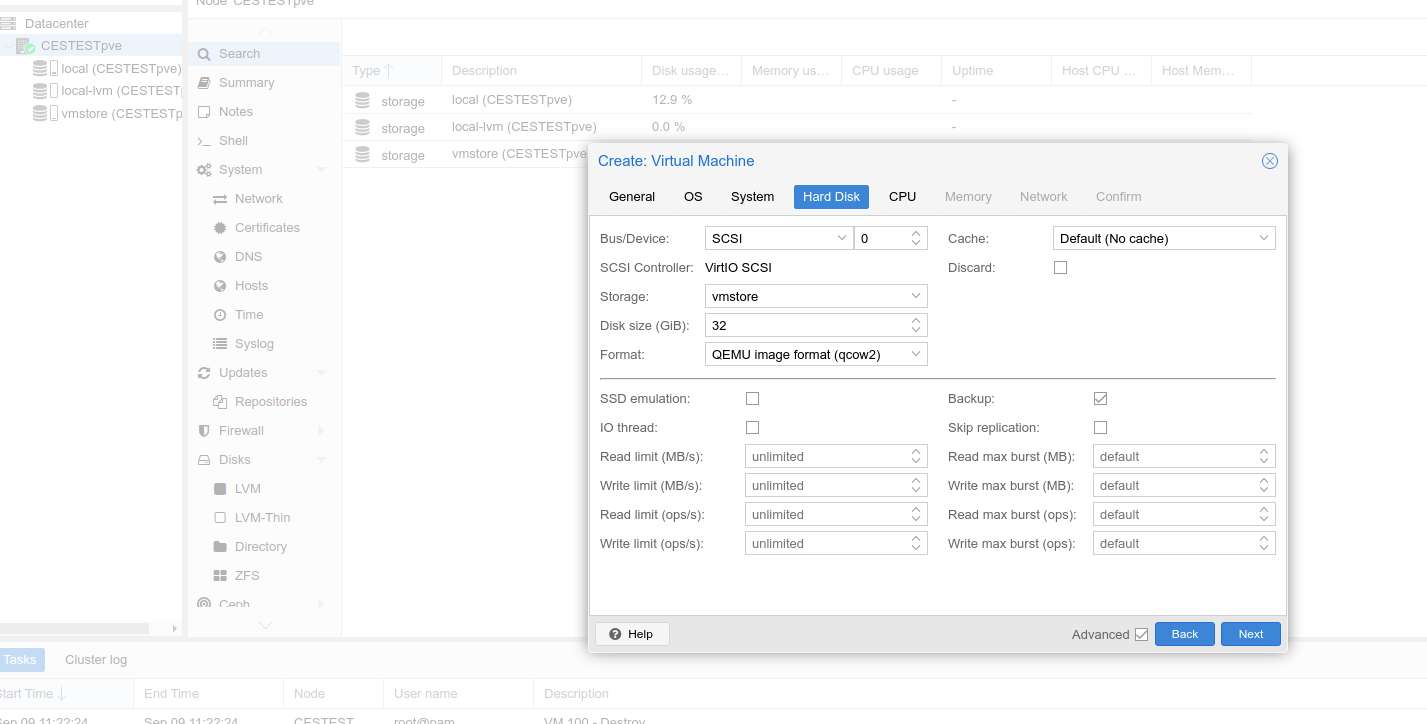 Node 'CESTESTpve'
Datacenter
CESTESTpve
local (CESTESTpve)
local-lvm (CESTEST
vmstore (CESTESTp
Search
Summary
Notes
Shell
System
Network
Certificates
DNS
Hosts
Time
Syslog
Updates
Repositories
Firewall
Disks
LVM
LVM-Thin
Directory
ZFS
Ceph
Type Description Disk usage... Memory us... CPU usage Uptime Host CPU ... Host Mem...
storage local (CESTESTpve) 12.9 % -
storage local-lvm (CESTESTpve) 0.0 % -
storage vmstore (CESTESTpve
Create: Virtual Machine
General OS System Hard Disk CPU Memory Network Confirm
Bus/Device: SCSI 0 Cache: Default (No cache)
SCSI Controller: VirtIO SCSI Discard:
Storage: vmstore
Disk size (GiB): 32
Format: QEMU image format (qcow2)
SSD emulation: Backup:
IO thread: Skip replication:
Read limit (MB/s): unlimited Read max burst (MB): default
Write limit (MB/s): unlimited Write max burst (MB): default
Read limit (ops/s): unlimited Read max burst (ops): default
Write limit (ops/s): unlimited Write max burst (ops): default
Help Advanced Back Next
Tasks Cluster log
Start Time End Time Node User name Description
Sep 09 11:22:24 Sep 09 11:22:24 CESTEST... root@pam VM 100 - Destroy